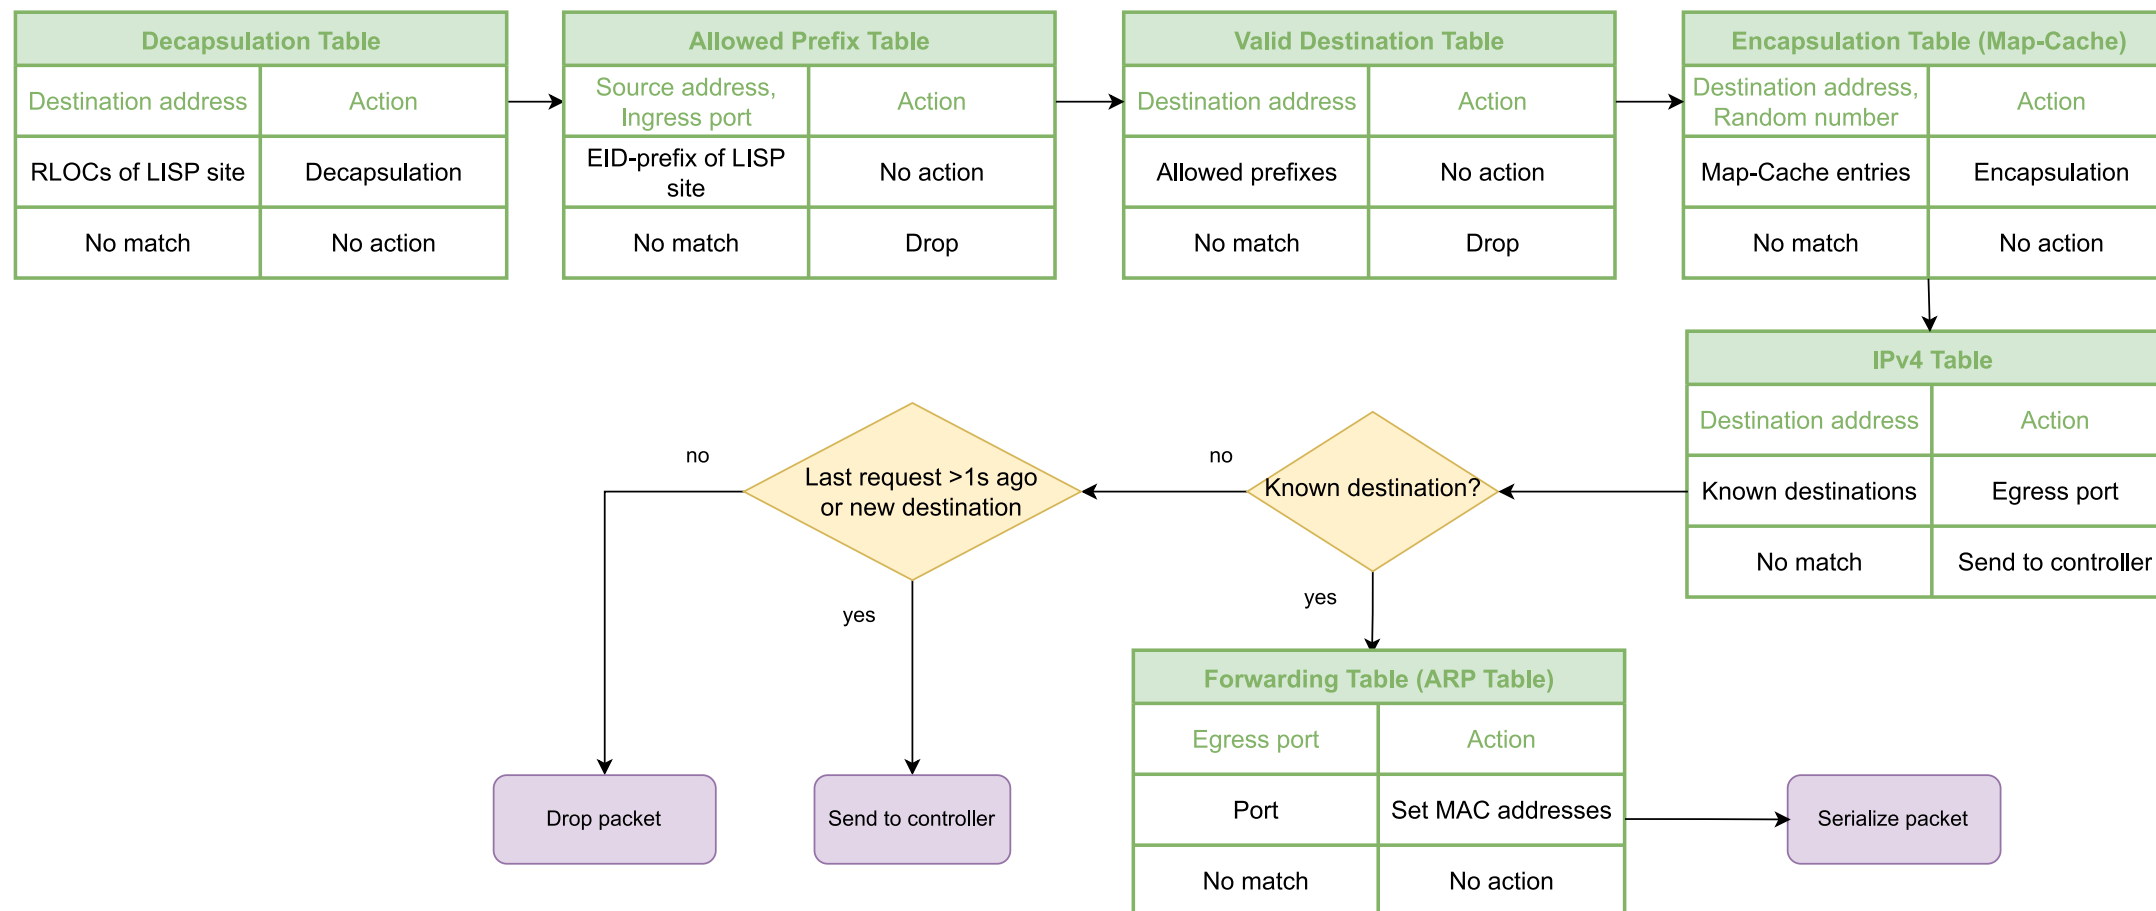 Decapsulation Table
Destination address
Action
RLOCs of LISP site
Decapsulation
No match
No action
Allowed Prefix Table
Source address,
Ingress port
Action
EID-prefix of LISP
site
No action
No match
Drop
Valid Destination Table
Destination address
Action
Allowed prefixes
No action
No match
Drop
Encapsulation Table (Map-Cache)
Destination address,
Random number
Action
Map-Cache entries
Encapsulation
No match
No action
IPv4 Table
Destination address
Action
Known destinations
Egress port
No match
Send to controller
Known destination?
no
yes
Last request >1s ago
or new destination
no
yes
Forwarding Table (ARP Table)
Egress port
Action
Port
Set MAC addresses
No match
No action
Drop packet
Send to controller
Serialize packet